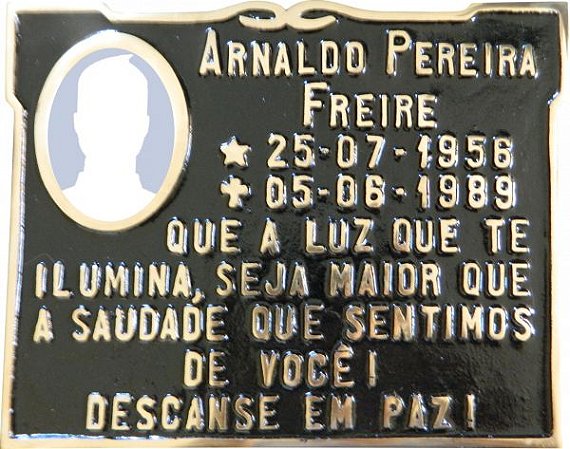 ARNALDO PEREIRA
FREIRE
★ 25-07-1956
✝ 05-06-1989
QUE A LUZ QUE TE
ILUMINA, SEJA MAIOR QUE
A SAUDADE QUE SENTIMOS
DE VOCÊ!
DESCANSE EM PAZ!